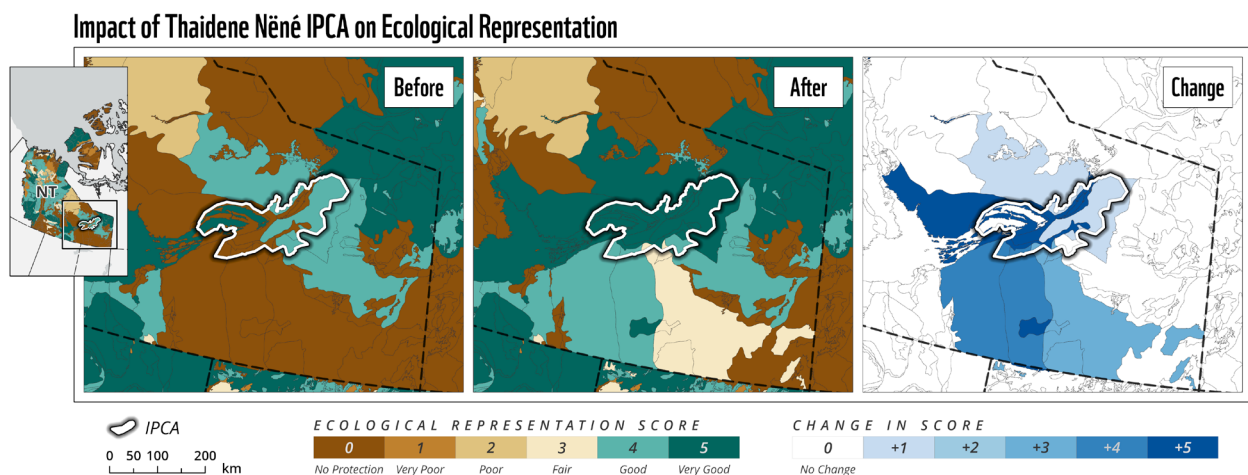 Impact of Thaidene Nëné IPCA on Ecological Representation
Before
After
Change
NT
IPCA
0 50 100 200 km
ECOLOGICAL REPRESENTATION SCORE
0 1 2 3 4 5
No Protection Very Poor Poor Fair Good Very Good
CHANGE IN SCORE
0 +1 +2 +3 +4 +5
No Change